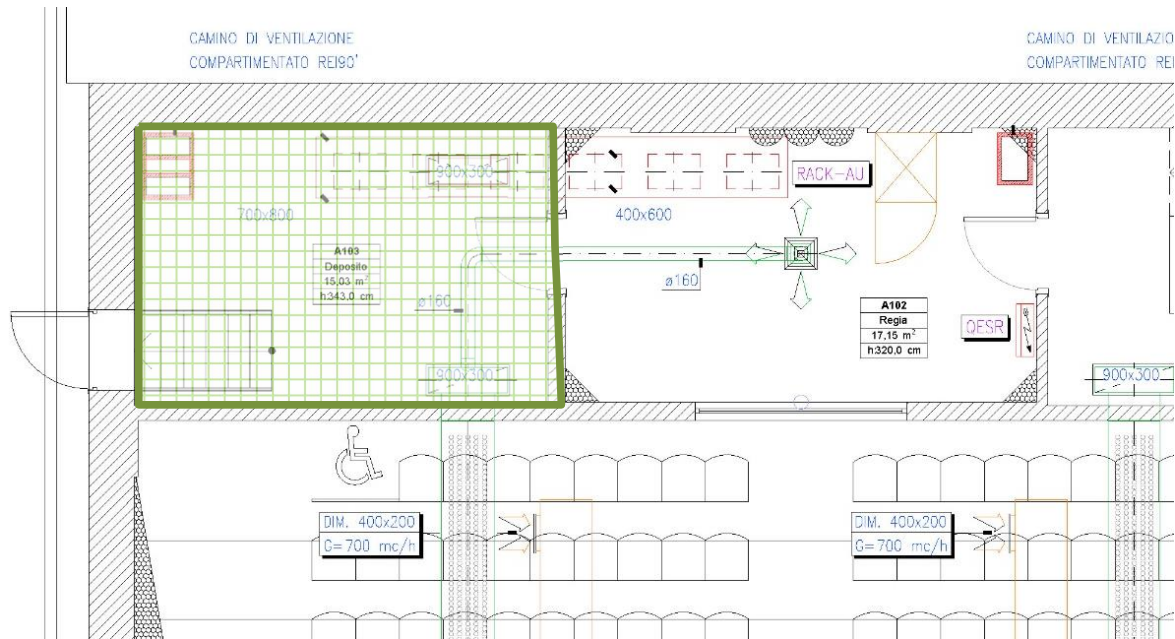 CAMINO DI VENTILAZIONE
COMPARTIMENTATO REI90'
CAMINO DI VENTILAZIO
COMPARTIMENTATO REI
900x300
RACK-AU
700x800
400x600
A103
Deposito
15,03 m²
h:343,0 cm
ø160
ø160
A102
Regia
17,15 m²
h:320,0 cm
QESR
900x300
900x300
DIM. 400x200
G= 700 mc/h
DIM. 400x200
G= 700 mc/h